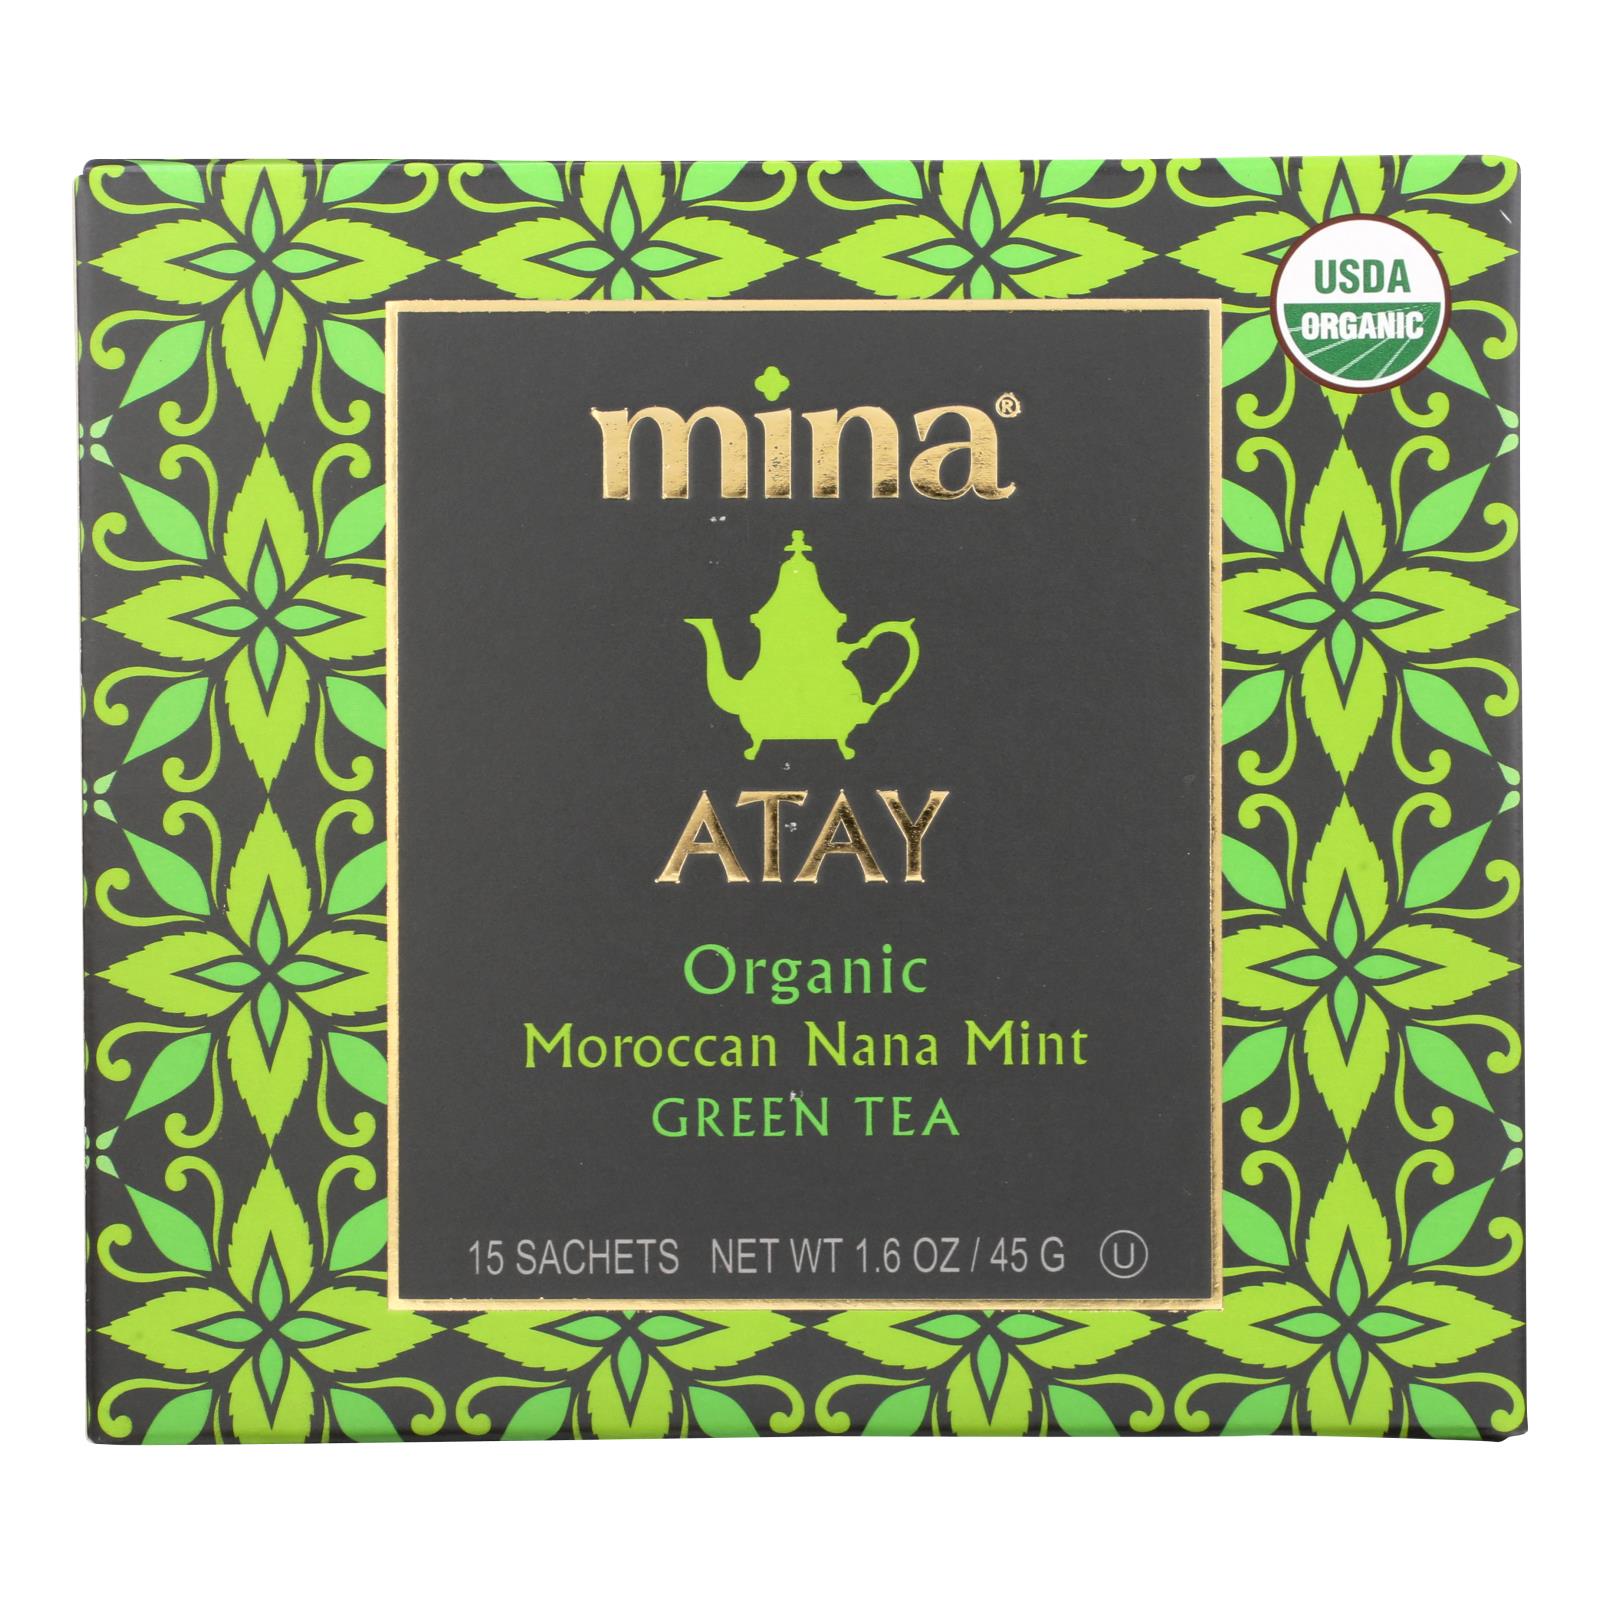 USDA
ORGANIC
mina®
ATAY
Organic
Moroccan Nana Mint
GREEN TEA
15 SACHETS NET WT 1.6 OZ / 45 G Ⓤ